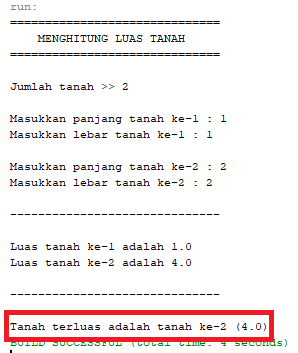 run:
==============================
MENGHITUNG LUAS TANAH
==============================
Jumlah tanah >> 2
Masukkan panjang tanah ke-1 : 1
Masukkan lebar tanah ke-1 : 1
Masukkan panjang tanah ke-2 : 2
Masukkan lebar tanah ke-2 : 2
------------------------------
Luas tanah ke-1 adalah 1.0
Luas tanah ke-2 adalah 4.0
------------------------------
Tanah terluas adalah tanah ke-2 (4.0)
BUILD SUCCESSFUL (total time: 4 seconds)